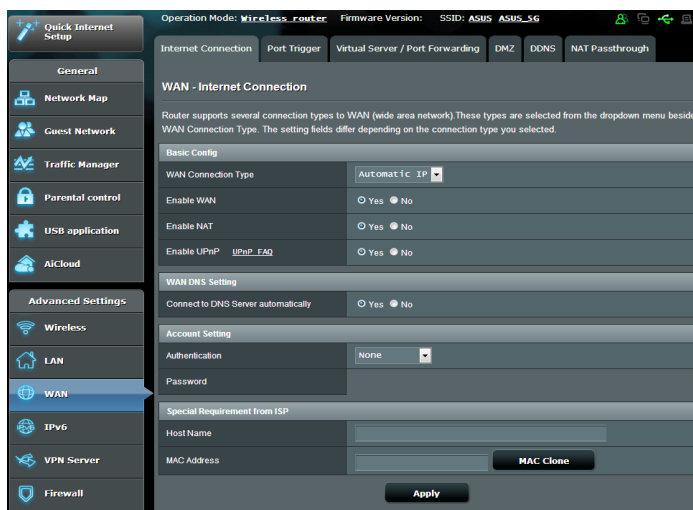 Quick Internet
Setup
General
Network Map
Guest Network
Traffic Manager
Parental control
USB application
AiCloud
Advanced Settings
Wireless
LAN
WAN
IPv6
VPN Server
Firewall
Operation Mode: Wireless router Firmware Version: SSID: ASUS ASUS_5G
Internet Connection Port Trigger Virtual Server / Port Forwarding DMZ DDNS NAT Passthrough
WAN - Internet Connection
Router supports several connection types to WAN (wide area network).These types are selected from the dropdown menu beside
WAN Connection Type. The setting fields differ depending on the connection type you selected.
Basic Config
WAN Connection Type Automatic IP
Enable WAN Yes No
Enable NAT Yes No
Enable UPnP UPnP FAQ Yes No
WAN DNS Setting
Connect to DNS Server automatically Yes No
Account Setting
Authentication None
Password
Special Requirement from ISP
Host Name
MAC Address MAC Clone
Apply